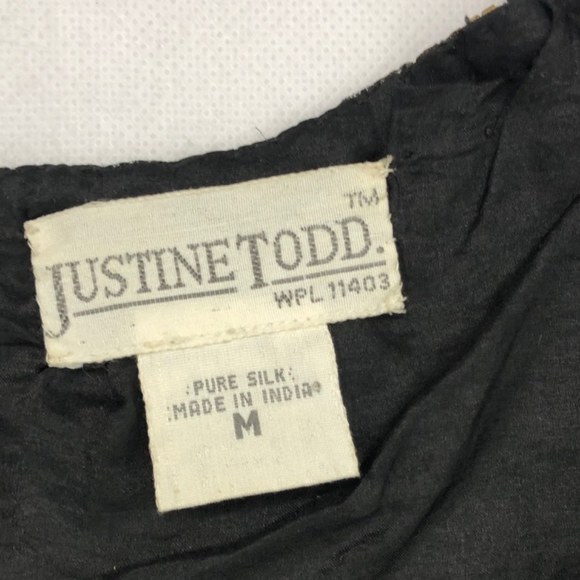 TM
JUSTINE TODD.
WPL 11403
PURE SILK
MADE IN INDIA
M